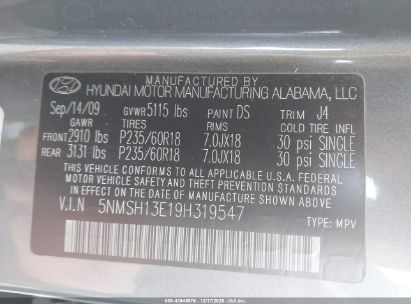 MANUFACTURED BY
HYUNDAI MOTOR MANUFACTURING ALABAMA, LLC
Sep/14/09 GVWR 5115 lbs PAINT DS TRIM J4
GAWR TIRES RIMS COLD TIRE INFL
FRONT 2910 lbs P235/60R18 7.0JX18 30 psi SINGLE
REAR 3131 lbs P235/60R18 7.0JX18 30 psi SINGLE
THIS VEHICLE CONFORMS TO ALL APPLICABLE
FEDERAL MOTOR VEHICLE SAFETY AND THEFT
PREVENTION STANDARDS IN EFFECT ON THE
DATE OF MANUFACTURE SHOWN ABOVE.
V.I.N 5NMSH13E19H319547
TYPE: MPV